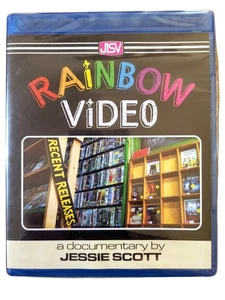 JISV
RAiNBOW
ViDEO
RECENT RELEASES
a documentary by
JESSIE SCOTT